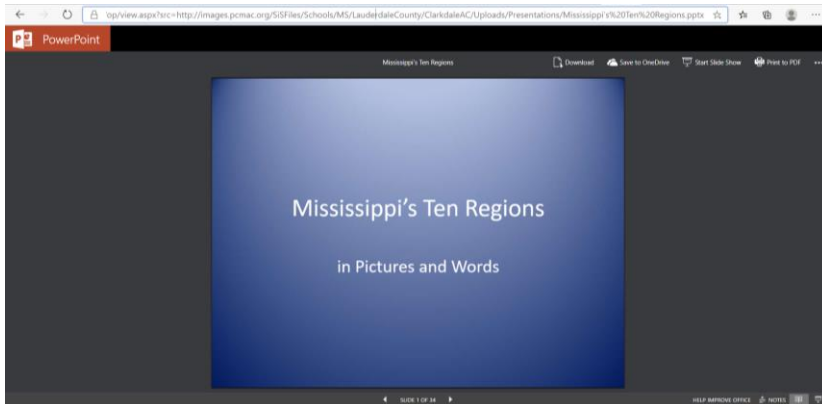 op/view.aspx?src=http://images.pcmac.org/SiSFiles/Schools/MS/LauderdaleCounty/ClarkdaleAC/Uploads/Presentations/Mississippi's%20Ten%20Regions.pptx
PowerPoint
Mississippi's Ten Regions
Download
Save to OneDrive
Start Slide Show
Print to PDF
Mississippi's Ten Regions
in Pictures and Words
SLIDE 1 OF 34
HELP IMPROVE OFFICE
NOTES